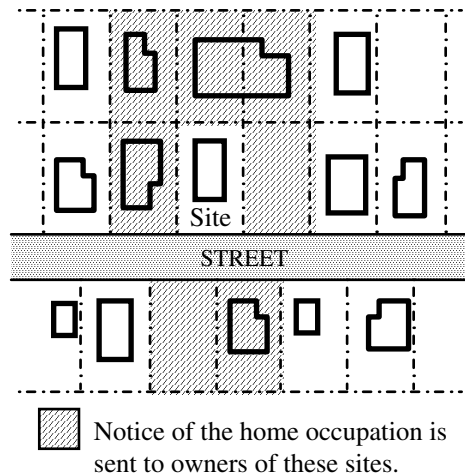 Site
STREET
Notice of the home occupation is
sent to owners of these sites.